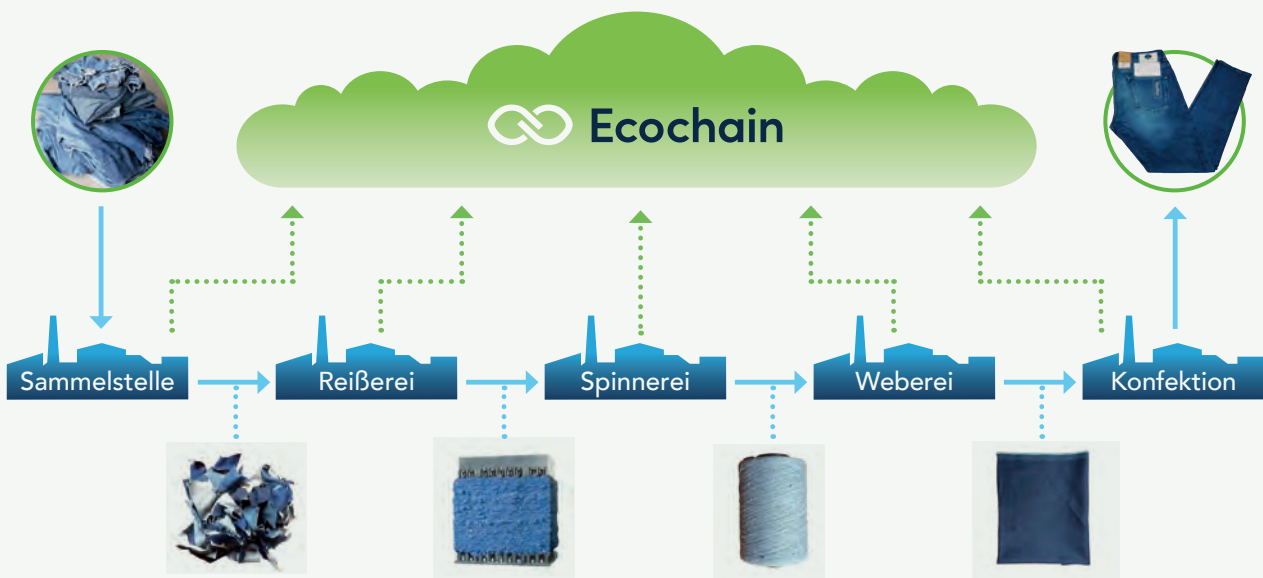 Ecochain
Sammelstelle
Reißerei
Spinnerei
Weberei
Konfektion